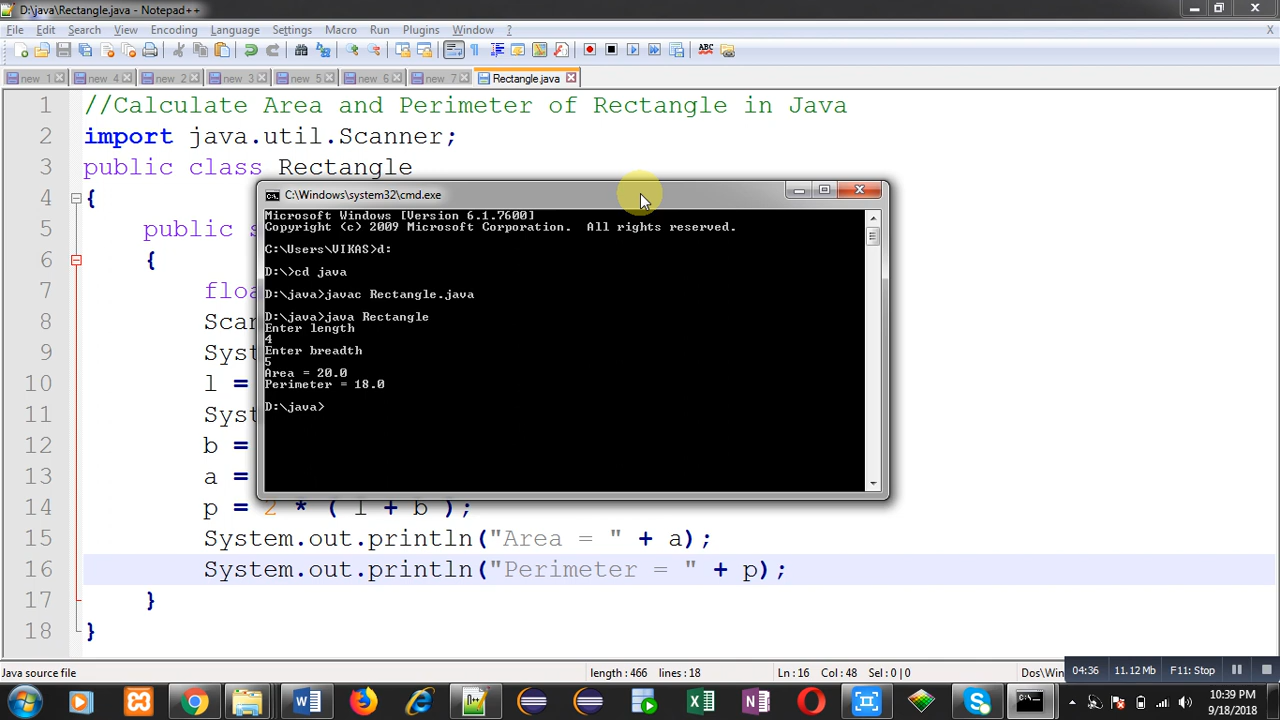 D:\java\Rectangle.java - Notepad++
File Edit Search View Encoding Language Settings Macro Run Plugins Window ? X
new 1 new 4 new 2 new 3 new 5 new 6 new 7 Rectangle.java
1 //Calculate Area and Perimeter of Rectangle in Java
2 import java.util.Scanner;
3 public class Rectangle
4 {
5 public s
6 {
7 floa
8 Scan
9 Syst
10 l =
11 Syst
12 b =
13 a =
14 p = 2 * ( l + b );
15 System.out.println("Area = " + a);
16 System.out.println("Perimeter = " + p);
17 }
18 }
C:\Windows\system32\cmd.exe
Microsoft Windows [Version 6.1.7600]
Copyright (c) 2009 Microsoft Corporation. All rights reserved.
C:\Users\VIKAS>d:
D:\>cd java
D:\java>javac Rectangle.java
D:\java>java Rectangle
Enter length
4
Enter breadth
5
Area = 20.0
Perimeter = 18.0
D:\java>
Java source file length : 466 lines : 18 Ln : 16 Col : 48 Sel : 0 | 0 Dos\Win
04:36 11.12 Mb F11: Stop
10:39 PM
9/18/2018